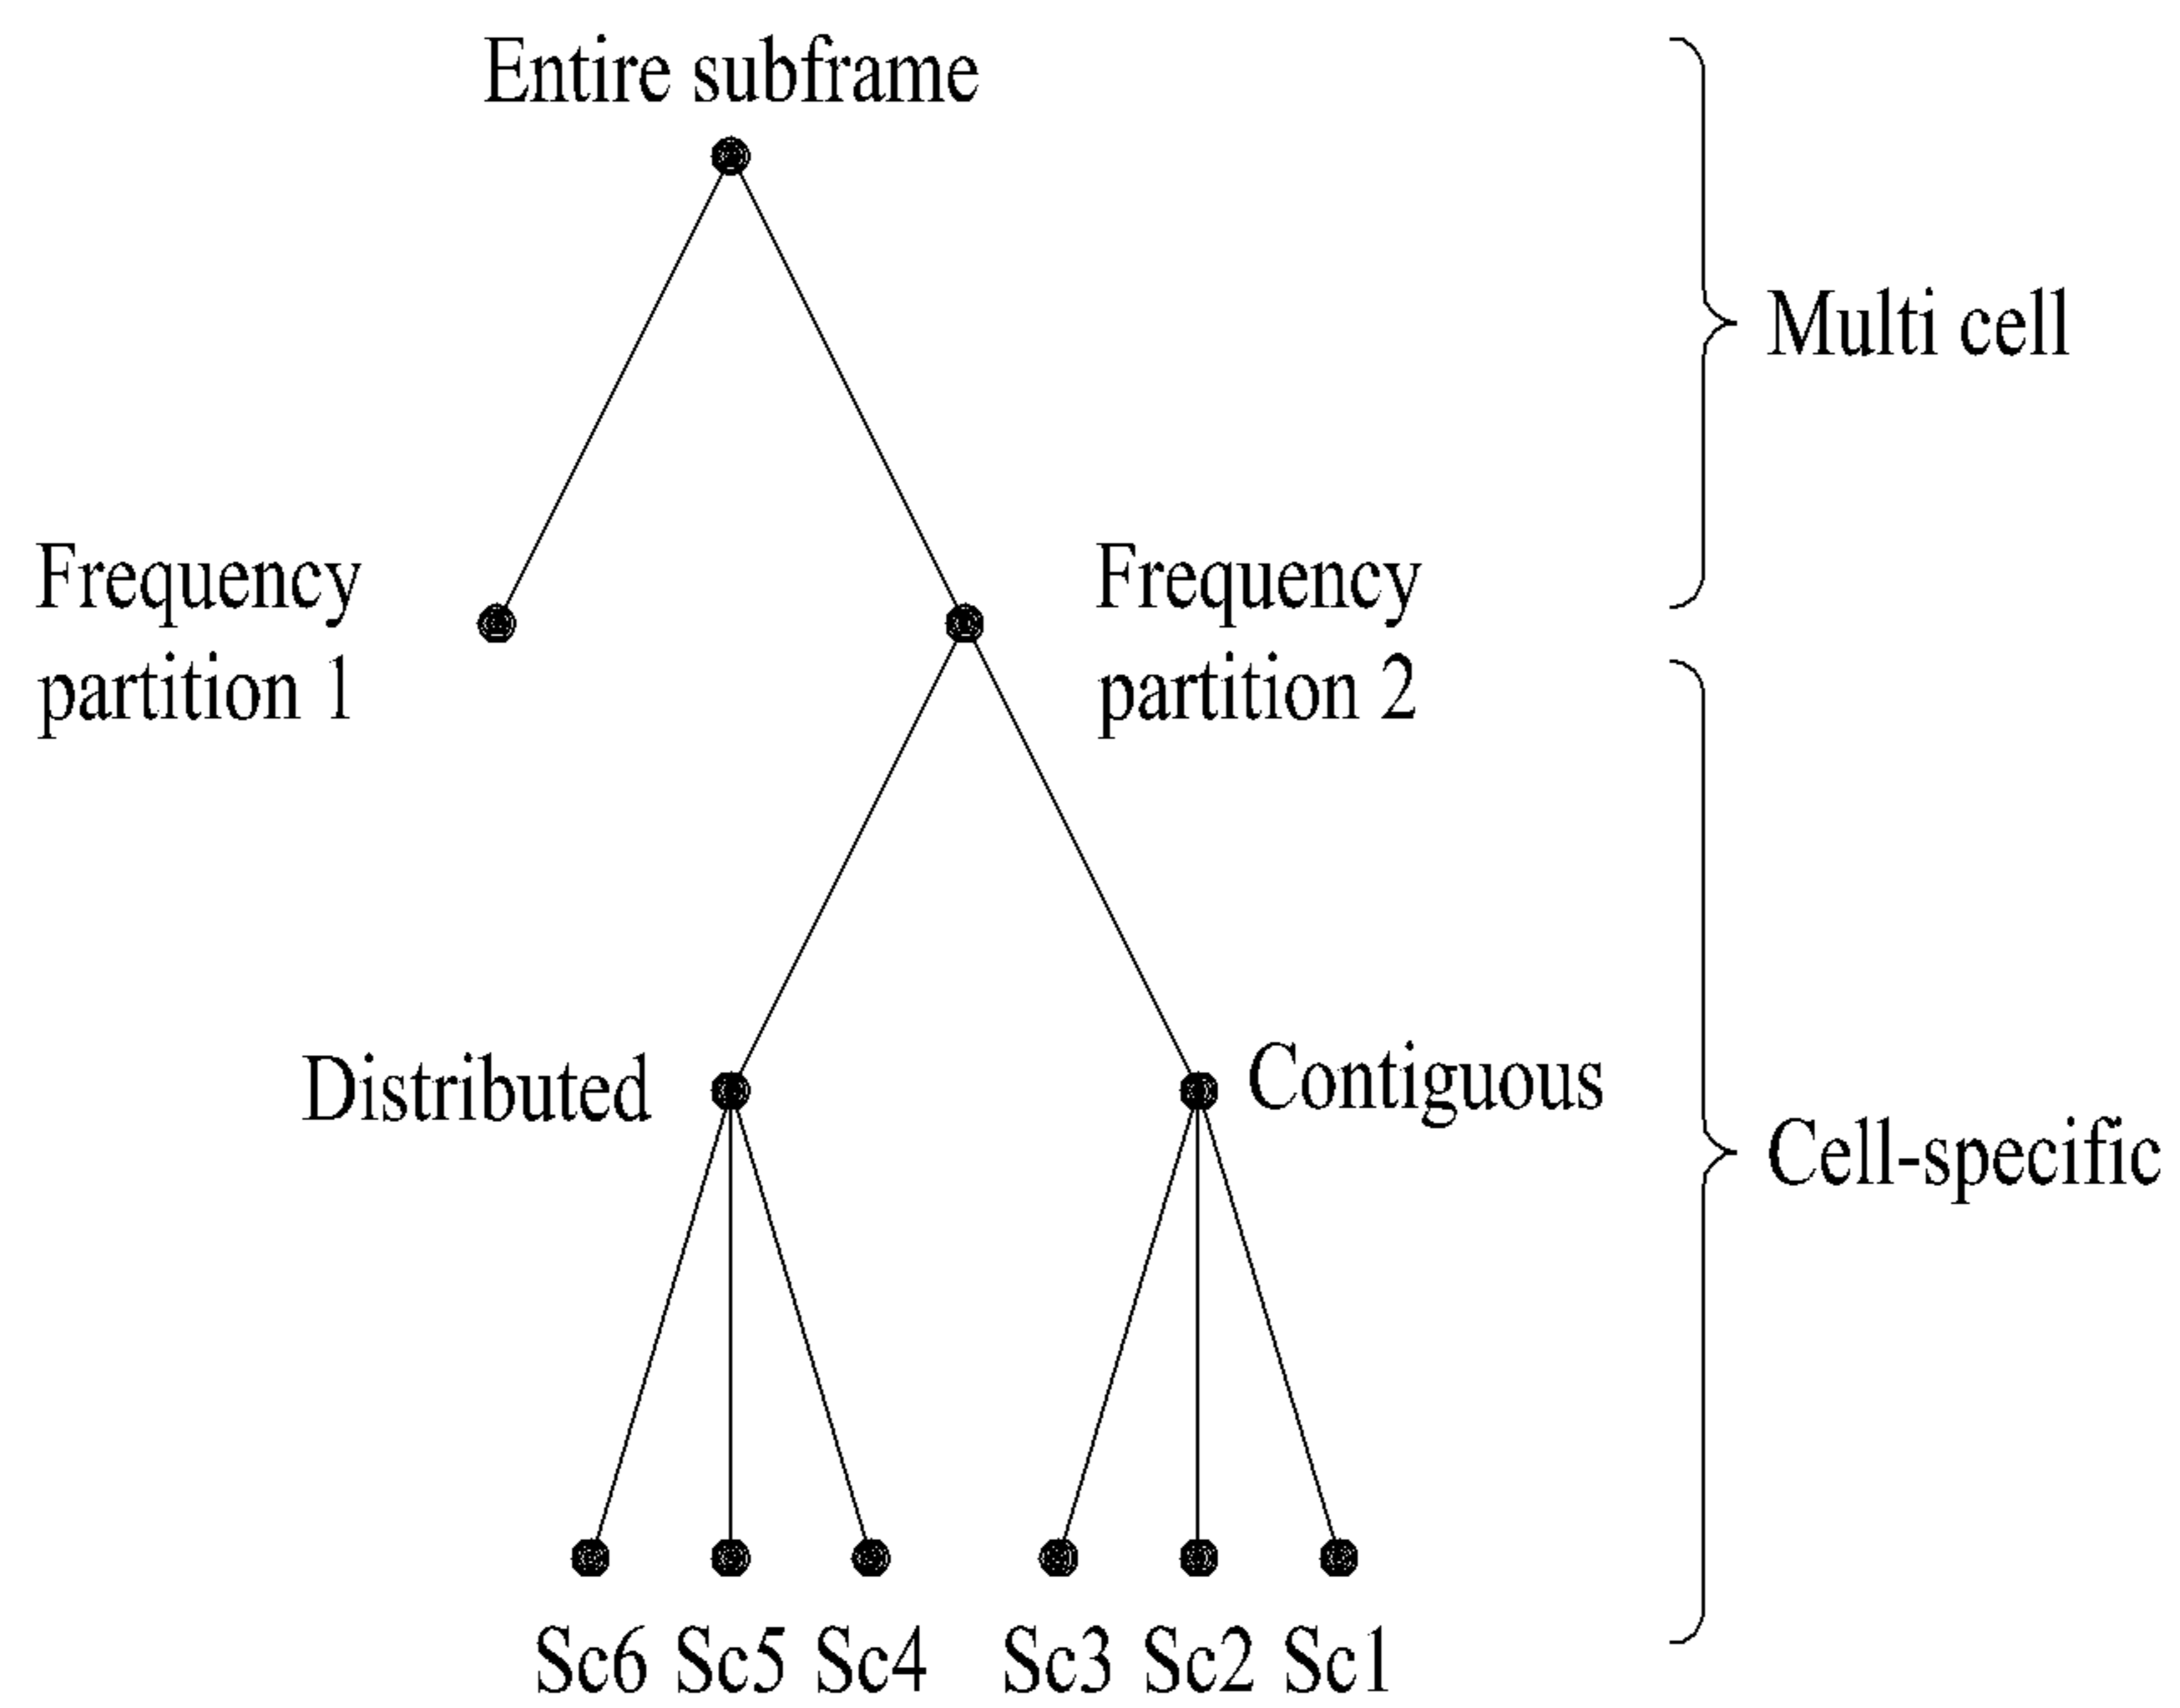 Entire subframe
Multi cell
Frequency
partition 1
Frequency
partition 2
Distributed
Contiguous
Cell-specific
Sc6 Sc5 Sc4 Sc3 Sc2 Sc1